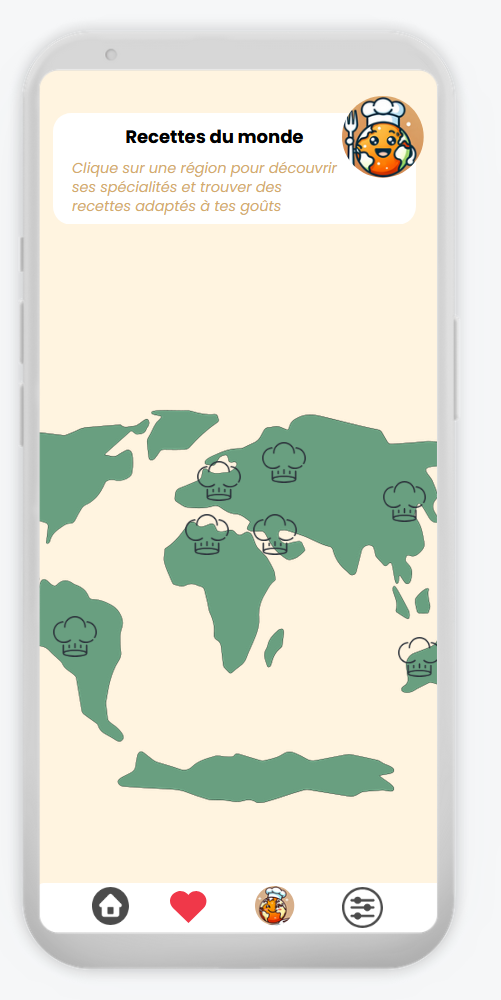 Recettes du monde
Clique sur une région pour découvrir
ses spécialités et trouver des
recettes adaptés à tes goûts